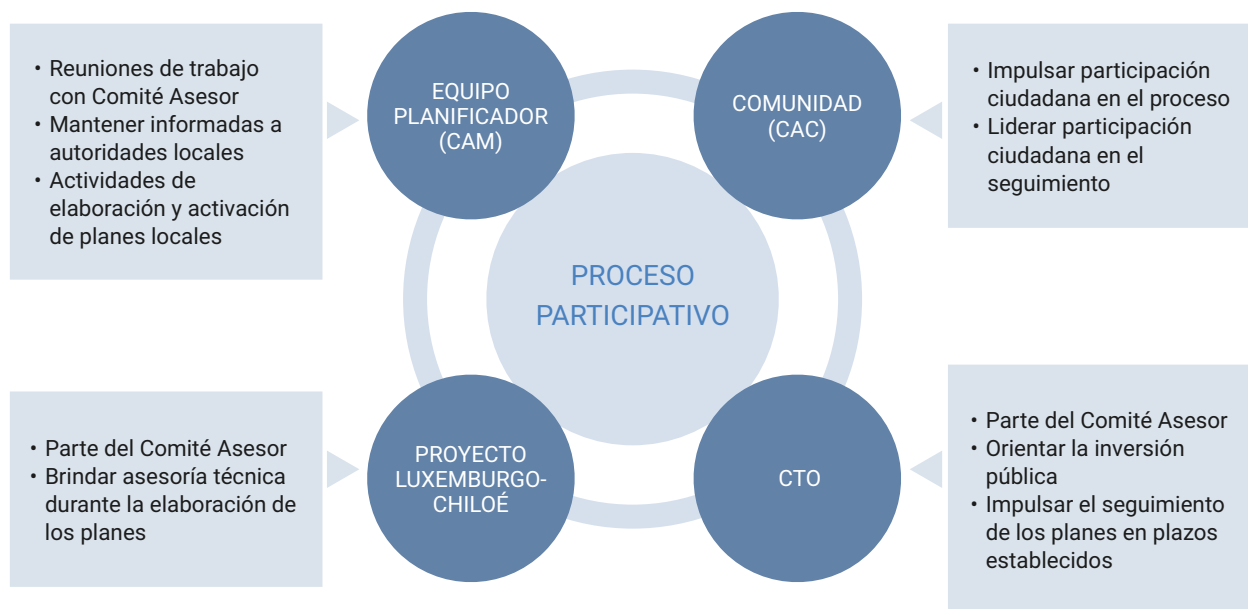 • Reuniones de trabajo
con Comité Asesor
• Mantener informadas a
autoridades locales
• Actividades de
elaboración y activación
de planes locales
EQUIPO
PLANIFICADOR
(CAM)
COMUNIDAD
(CAC)
• Impulsar participación
ciudadana en el proceso
• Liderar participación
ciudadana en el
seguimiento
PROCESO
PARTICIPATIVO
• Parte del Comité Asesor
• Brindar asesoría técnica
durante la elaboración de
los planes
PROYECTO
LUXEMBURGO-
CHILOÉ
CTO
• Parte del Comité Asesor
• Orientar la inversión
pública
• Impulsar el seguimiento
de los planes en plazos
establecidos